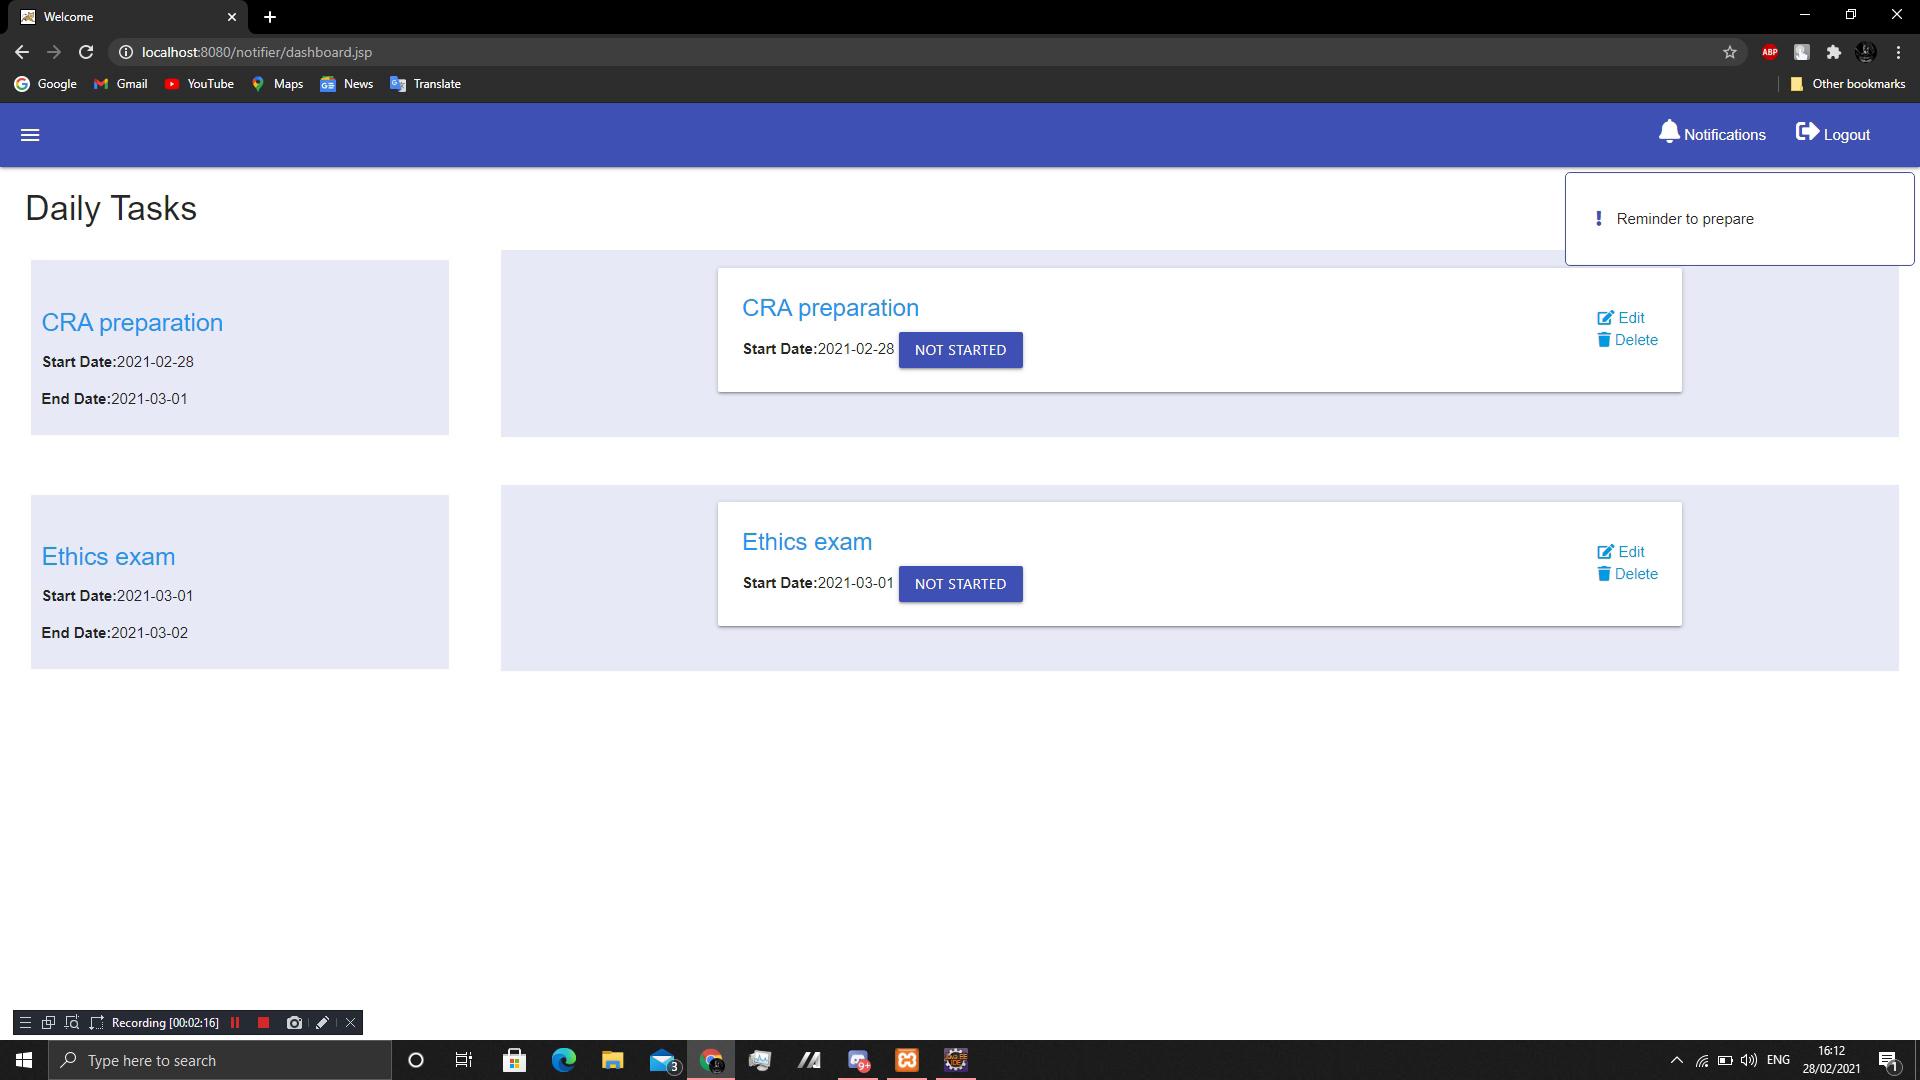 Welcome
localhost:8080/notifier/dashboard.jsp
ABP
Google Gmail YouTube Maps News Translate Other bookmarks
Notifications Logout
Daily Tasks
! Reminder to prepare
CRA preparation
Start Date:2021-02-28
End Date:2021-03-01
CRA preparation
Start Date:2021-02-28 NOT STARTED
Edit
Delete
Ethics exam
Start Date:2021-03-01
End Date:2021-03-02
Ethics exam
Start Date:2021-03-01 NOT STARTED
Edit
Delete
Recording [00:02:16]
Type here to search
3
9+
ENG
16:12
28/02/2021
1